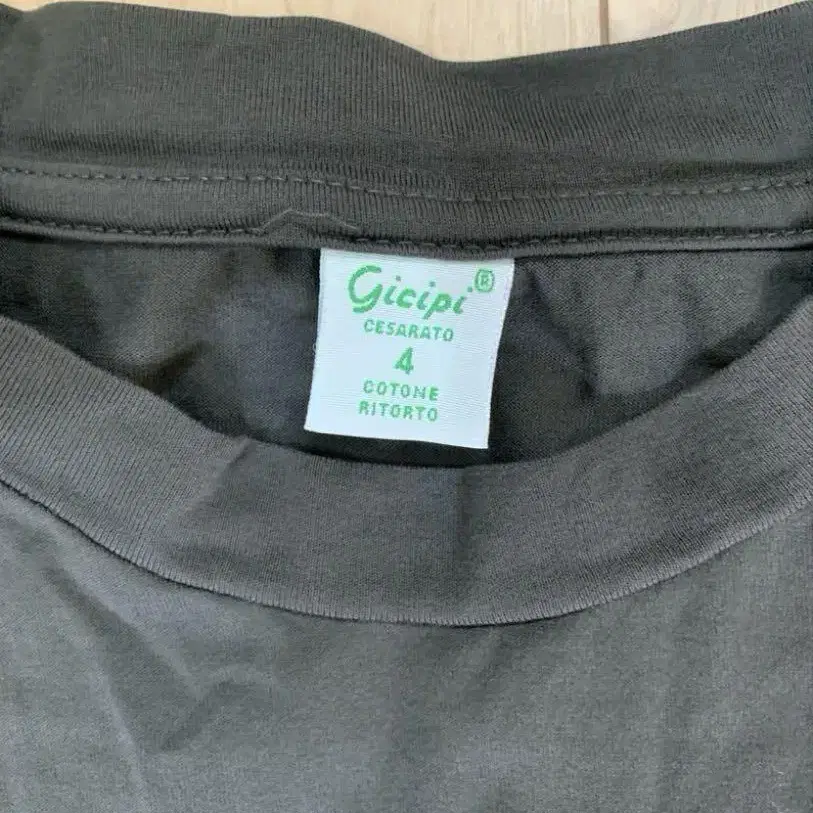 Gicipi®
CESARATO
4
COTONE
RITORTO